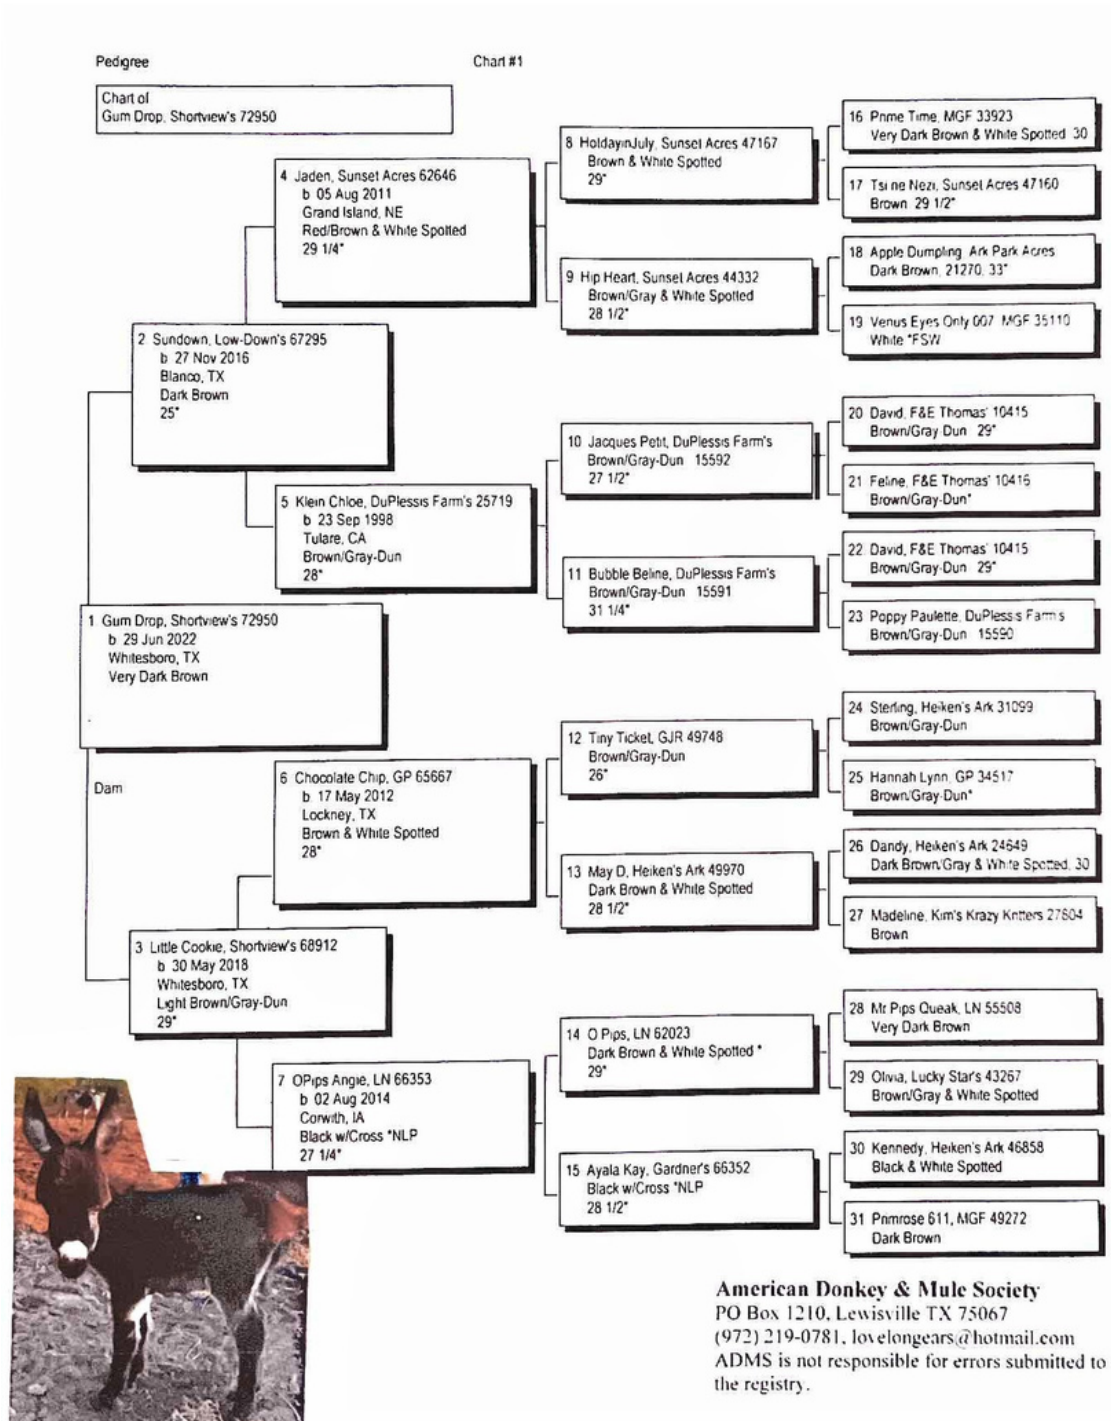 Pedigree
Chart #1
Chart of
Gum Drop, Shortview's 72950
16 Prime Time, MGF 33923
Very Dark Brown & White Spotted 30
8 HotdayinJuly, Sunset Acres 47167
Brown & White Spotted
29"
17 Tsi ne Nezi, Sunset Acres 47160
Brown 29 1/2"
4 Jaden, Sunset Acres 62646
b 05 Aug 2011
Grand Island, NE
Red/Brown & White Spotted
29 1/4"
18 Apple Dumpling Ark Park Acres
Dark Brown, 21270, 33"
9 Hip Heart, Sunset Acres 44332
Brown/Gray & White Spotted
28 1/2"
19 Venus Eyes Only 007 MGF 35110
White *FSW
2 Sundown, Low-Down's 67295
b 27 Nov 2016
Blanco, TX
Dark Brown
25"
20 David, F&E Thomas' 10415
Brown/Gray-Dun 29"
10 Jacques Petit, DuPlessis Farm's
Brown/Gray-Dun 15592
27 1/2"
21 Feline, F&E Thomas' 10416
Brown/Gray-Dun*
5 Klein Chloe, DuPlessis Farm's 25719
b 23 Sep 1998
Tulare, CA
Brown/Gray-Dun
28"
22 David, F&E Thomas' 10415
Brown/Gray-Dun 29"
11 Bubble Beline, DuPlessis Farm's
Brown/Gray-Dun 15591
31 1/4"
23 Poppy Paulette, DuPlessis Farm's
Brown/Gray-Dun 15590
1 Gum Drop, Shortview's 72950
b 29 Jun 2022
Whitesboro, TX
Very Dark Brown
Dam
24 Sterling, Heiken's Ark 31099
Brown/Gray-Dun
12 Tiny Ticket, GJR 49748
Brown/Gray-Dun
26"
25 Hannah Lynn, GP 34517
Brown/Gray-Dun*
6 Chocolate Chip, GP 65667
b 17 May 2012
Lockney, TX
Brown & White Spotted
28"
26 Dandy, Heiken's Ark 24649
Dark Brown/Gray & White Spotted, 30
13 May D, Heiken's Ark 49970
Dark Brown & White Spotted
28 1/2"
27 Madeline, Kim's Krazy Kritters 27804
Brown
3 Little Cookie, Shortview's 68912
b 30 May 2018
Whitesboro, TX
Light Brown/Gray-Dun
29"
28 Mr Pips Queak, LN 55508
Very Dark Brown
14 O Pips, LN 62023
Dark Brown & White Spotted *
29"
29 Olivia, Lucky Star's 43267
Brown/Gray & White Spotted
7 OPips Angie, LN 66353
b 02 Aug 2014
Corwith, IA
Black w/Cross *NLP
27 1/4"
30 Kennedy, Heiken's Ark 46858
Black & White Spotted
15 Ayala Kay, Gardner's 66352
Black w/Cross *NLP
28 1/2"
31 Primrose 611, MGF 49272
Dark Brown
American Donkey & Mule Society
PO Box 1210, Lewisville TX 75067
(972) 219-0781, lovelongears@hotmail.com
ADMS is not responsible for errors submitted to
the registry.